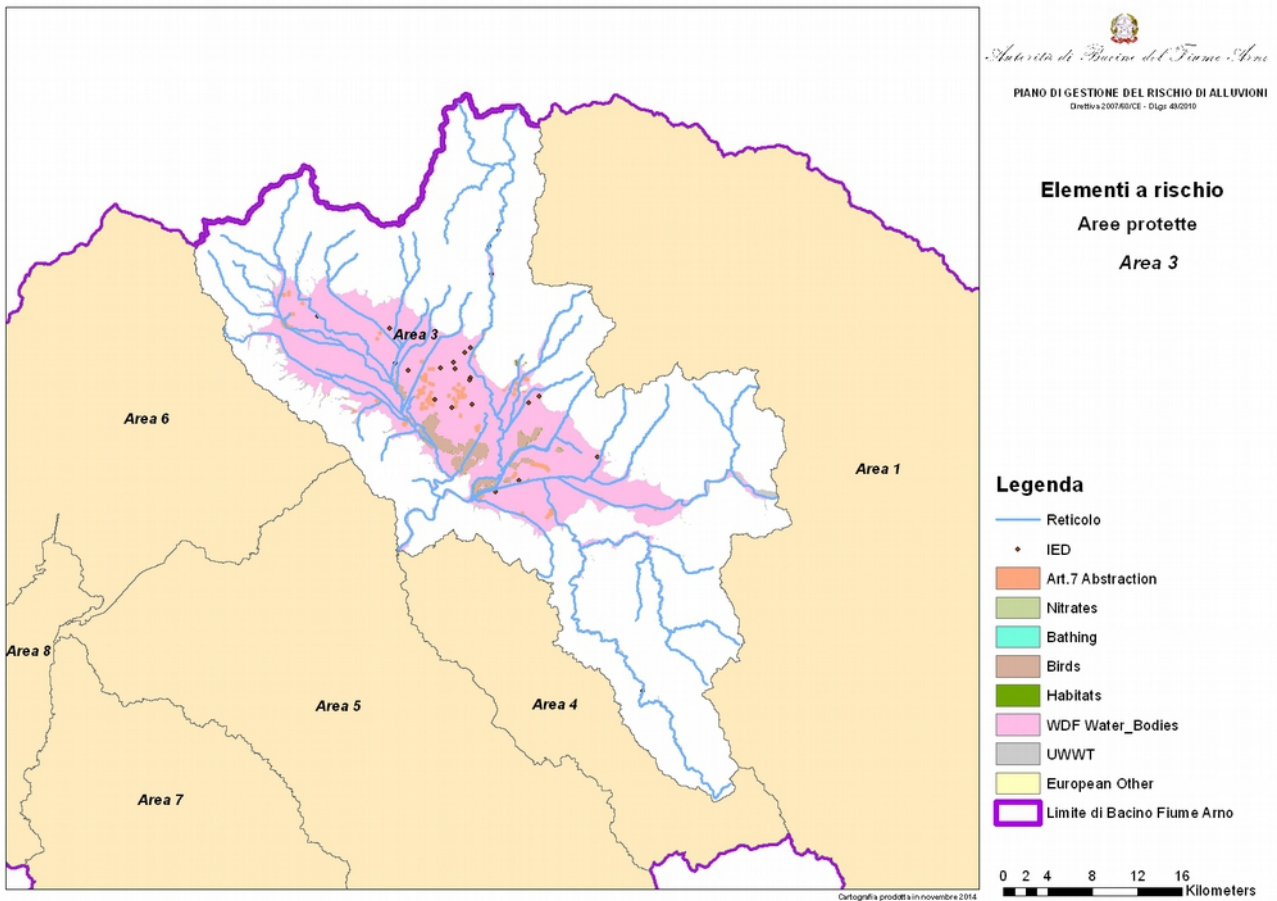 Autorità di Bacino del Fiume Arno
PIANO DI GESTIONE DEL RISCHIO DI ALLUVIONI
Direttiva 2007/60/CE - DLgs 49/2010
Elementi a rischio
Aree protette
Area 3
Area 3
Area 6
Area 1
Area 8
Area 5
Area 4
Area 7
Legenda
Reticolo
IED
Art.7 Abstraction
Nitrates
Bathing
Birds
Habitats
WDF Water_Bodies
UWWT
European Other
Limite di Bacino Fiume Arno
0 2 4 8 12 16
Kilometers
Cartografia prodotta in novembre 2014